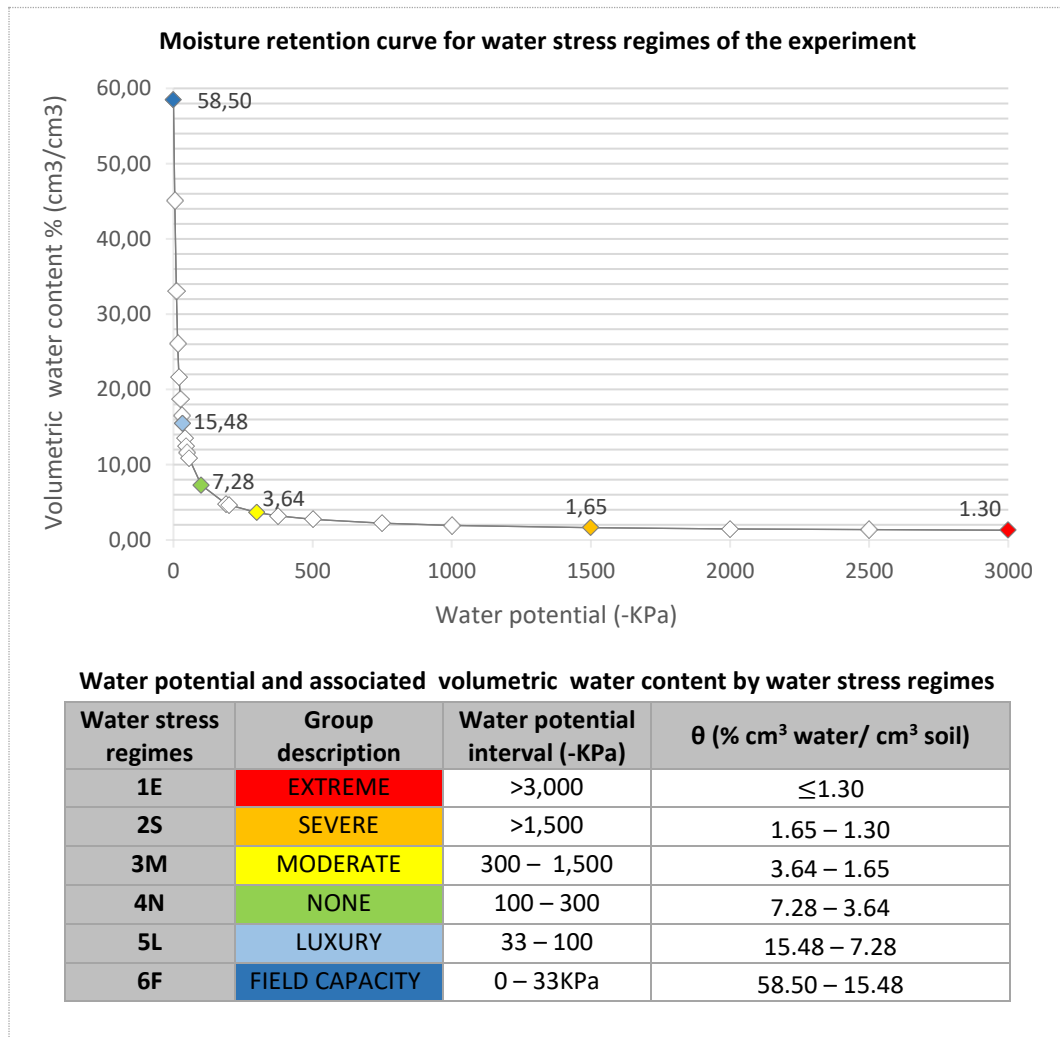 Moisture retention curve for water stress regimes of the experiment
Volumetric water content % (cm3/cm3)
60,00
50,00
40,00
30,00
20,00
10,00
0,00
58,50
15,48
7,28
3,64
1,65
1.30
0 500 1000 1500 2000 2500 3000
Water potential (-KPa)
Water potential and associated volumetric water content by water stress regimes
Water stress regimes Group description Water potential interval (-KPa) θ (% cm³ water/ cm³ soil)
1E EXTREME >3,000 ≤1.30
2S SEVERE >1,500 1.65 – 1.30
3M MODERATE 300 – 1,500 3.64 – 1.65
4N NONE 100 – 300 7.28 – 3.64
5L LUXURY 33 – 100 15.48 – 7.28
6F FIELD CAPACITY 0 – 33KPa 58.50 – 15.48